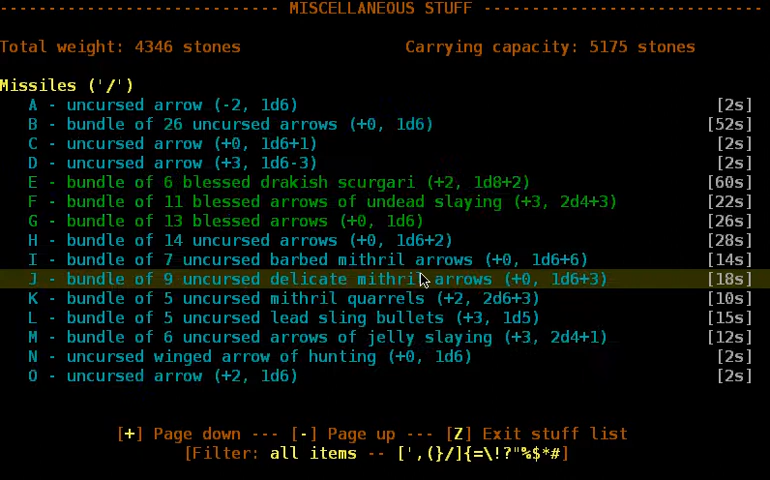 MISCELLANEOUS STUFF
Total weight: 4346 stones Carrying capacity: 5175 stones
Missiles ('/')
A - uncursed arrow (-2, 1d6) [2s]
B - bundle of 26 uncursed arrows (+0, 1d6) [52s]
C - uncursed arrow (+0, 1d6+1) [2s]
D - uncursed arrow (+3, 1d6-3) [2s]
E - bundle of 6 blessed drakish scurgari (+2, 1d8+2) [60s]
F - bundle of 11 blessed arrows of undead slaying (+3, 2d4+3) [22s]
G - bundle of 13 blessed arrows (+0, 1d6) [26s]
H - bundle of 14 uncursed arrows (+0, 1d6+2) [28s]
I - bundle of 7 uncursed barbed mithril arrows (+0, 1d6+6) [14s]
J - bundle of 9 uncursed delicate mithril arrows (+0, 1d6+3) [18s]
K - bundle of 5 uncursed mithril quarrels (+2, 2d6+3) [10s]
L - bundle of 5 uncursed lead sling bullets (+3, 1d5) [15s]
M - bundle of 6 uncursed arrows of jelly slaying (+3, 2d4+1) [12s]
N - uncursed winged arrow of hunting (+0, 1d6) [2s]
O - uncursed arrow (+2, 1d6) [2s]
[+] Page down --- [-] Page up --- [Z] Exit stuff list
[Filter: all items -- [',(}/]{=\!?"%$*#]